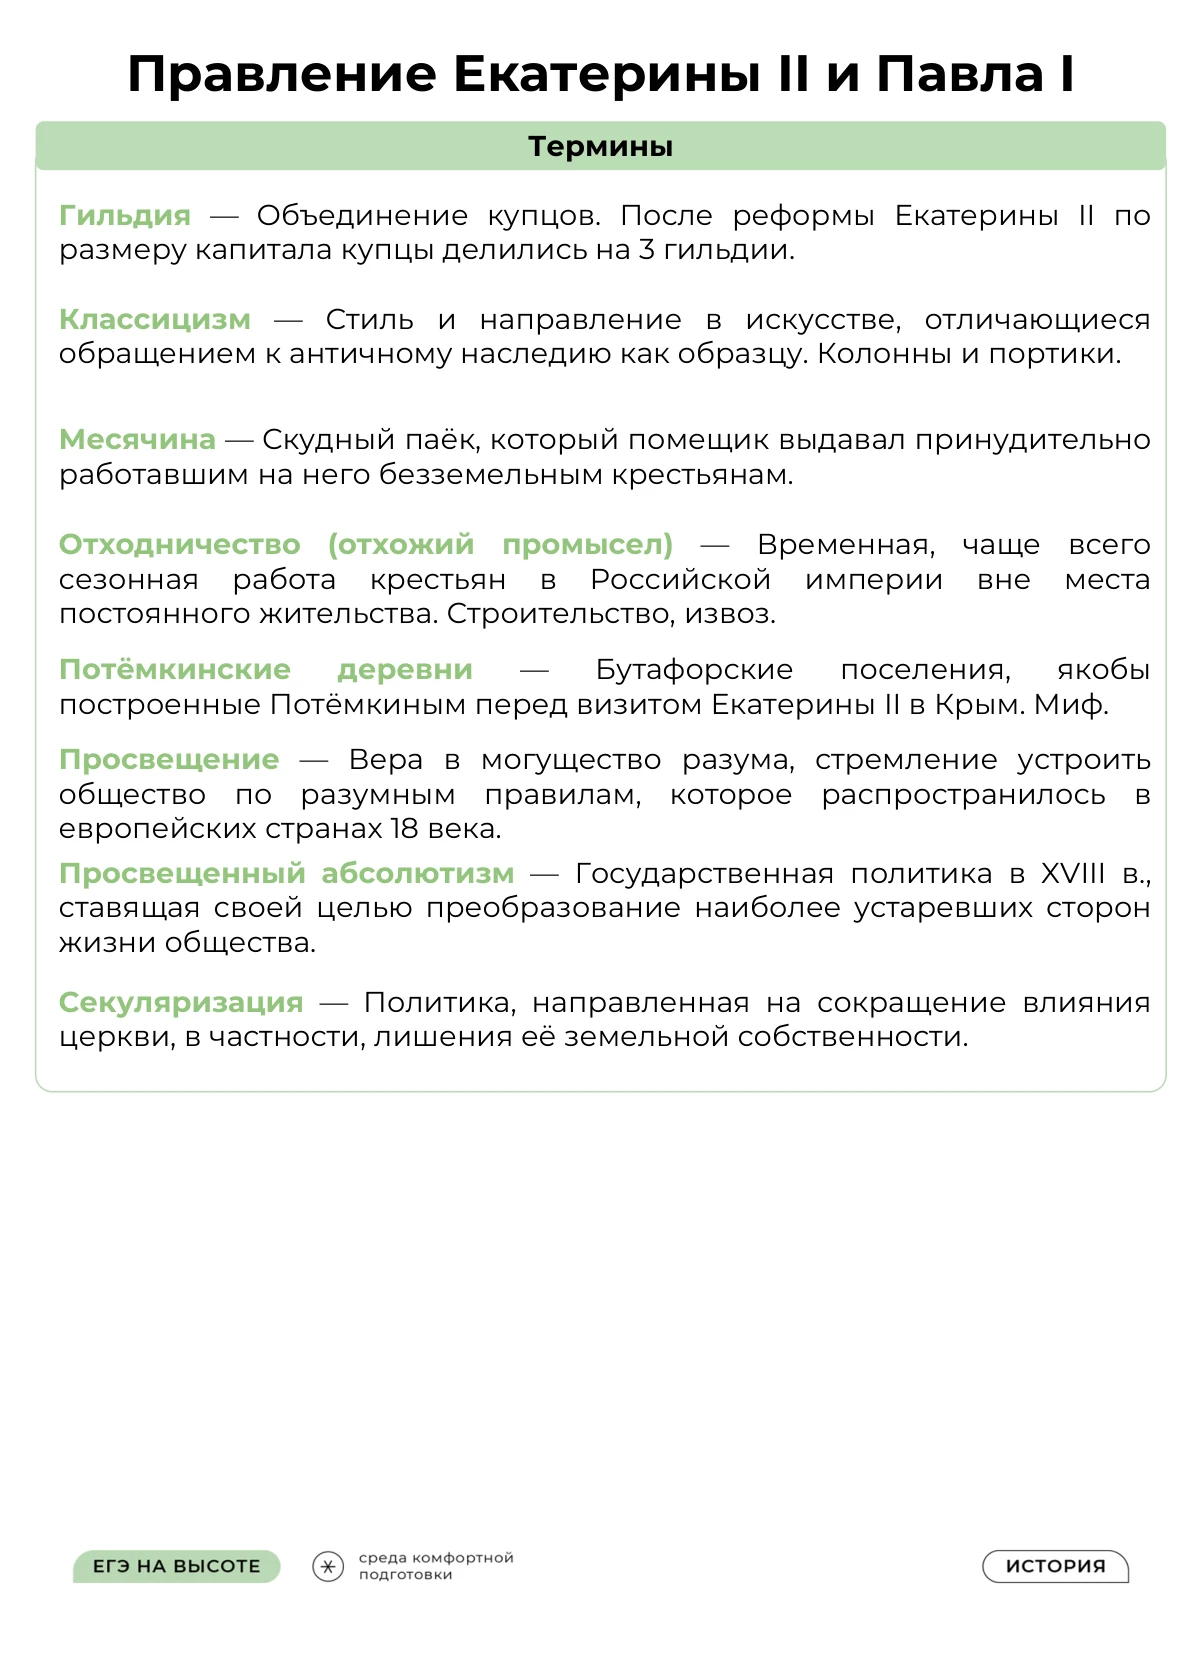 Правление Екатерины II и Павла I
Термины
Гильдия — Объединение купцов. После реформы Екатерины II по
размеру капитала купцы делились на 3 гильдии.
Классицизм — Стиль и направление в искусстве, отличающиеся
обращением к античному наследию как образцу. Колонны и портики.
Месячина — Скудный паёк, который помещик выдавал принудительно
работавшим на него безземельным крестьянам.
Отходничество (отхожий промысел) — Временная, чаще всего
сезонная работа крестьян в Российской империи вне места
постоянного жительства. Строительство, извоз.
Потёмкинские деревни — Бутафорские поселения, якобы
построенные Потёмкиным перед визитом Екатерины II в Крым. Миф.
Просвещение — Вера в могущество разума, стремление устроить
общество по разумным правилам, которое распространилось в
европейских странах 18 века.
Просвещенный абсолютизм — Государственная политика в XVIII в.,
ставящая своей целью преобразование наиболее устаревших сторон
жизни общества.
Секуляризация — Политика, направленная на сокращение влияния
церкви, в частности, лишения её земельной собственности.
ЕГЭ НА ВЫСОТЕ
среда комфортной
подготовки
ИСТОРИЯ